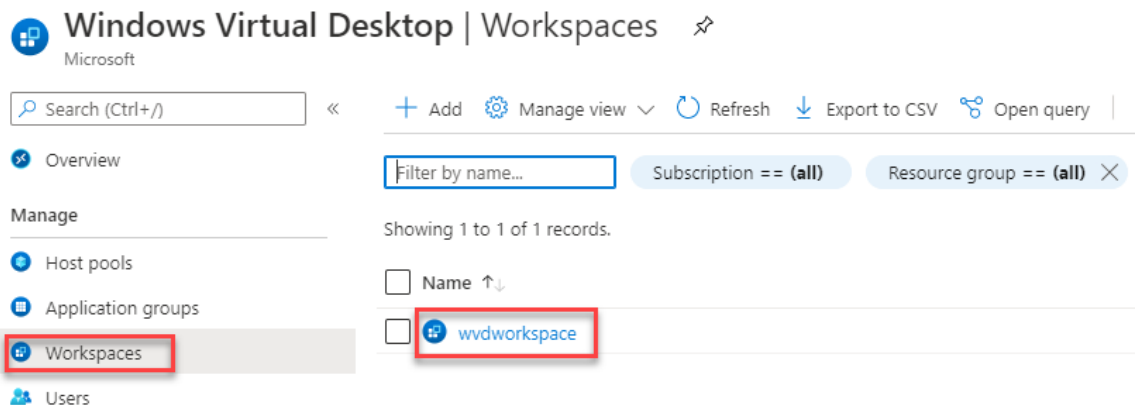 Windows Virtual Desktop | Workspaces
Microsoft
Search (Ctrl+/)
«
Overview
Manage
Host pools
Application groups
Workspaces
Users
+ Add
Manage view
Refresh
Export to CSV
Open query
Filter by name...
Subscription == (all)
Resource group == (all)
Showing 1 to 1 of 1 records.
Name ↑↓
wvdworkspace